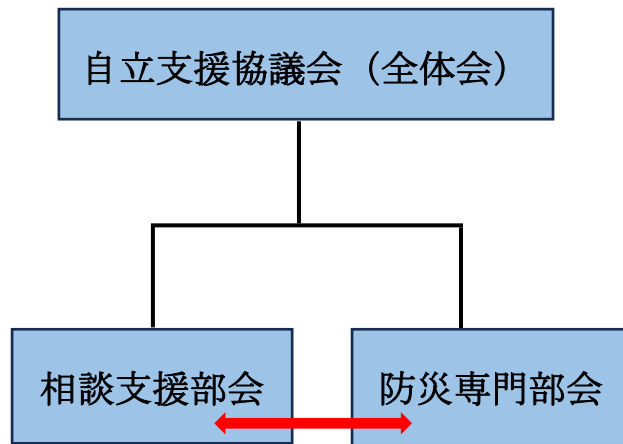 自立支援協議会（全体会）
相談支援部会
防災専門部会